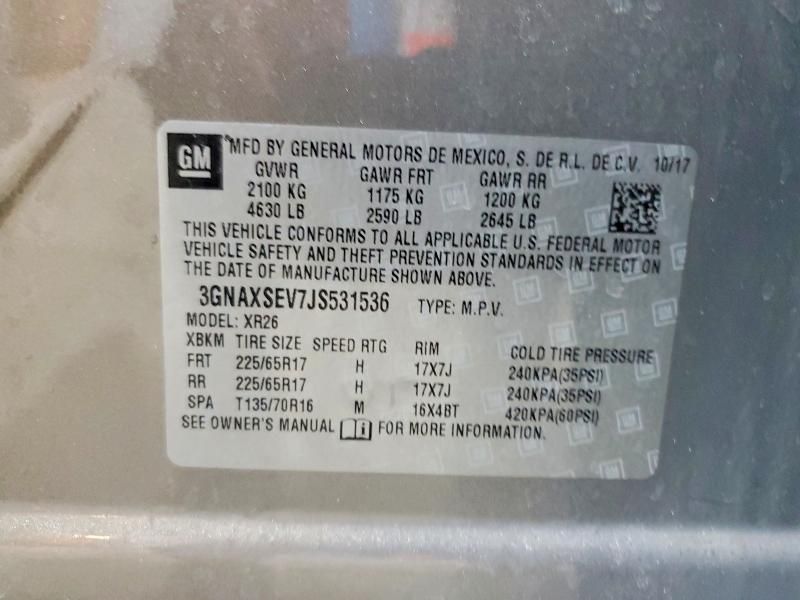 GM
MFD BY GENERAL MOTORS DE MEXICO, S. DE R.L. DE C.V. 10/17
GVWR GAWR FRT GAWR RR
2100 KG 1175 KG 1200 KG
4630 LB 2590 LB 2645 LB
THIS VEHICLE CONFORMS TO ALL APPLICABLE U.S. FEDERAL MOTOR
VEHICLE SAFETY AND THEFT PREVENTION STANDARDS IN EFFECT ON
THE DATE OF MANUFACTURE SHOWN ABOVE.
3GNAXSEV7JS531536 TYPE: M.P.V.
MODEL: XR26
XBKM TIRE SIZE SPEED RTG RIM COLD TIRE PRESSURE
FRT 225/65R17 H 17X7J 240KPA(35PSI)
RR 225/65R17 H 17X7J 240KPA(35PSI)
SPA T135/70R16 M 16X4BT 420KPA(60PSI)
SEE OWNER'S MANUAL FOR MORE INFORMATION.